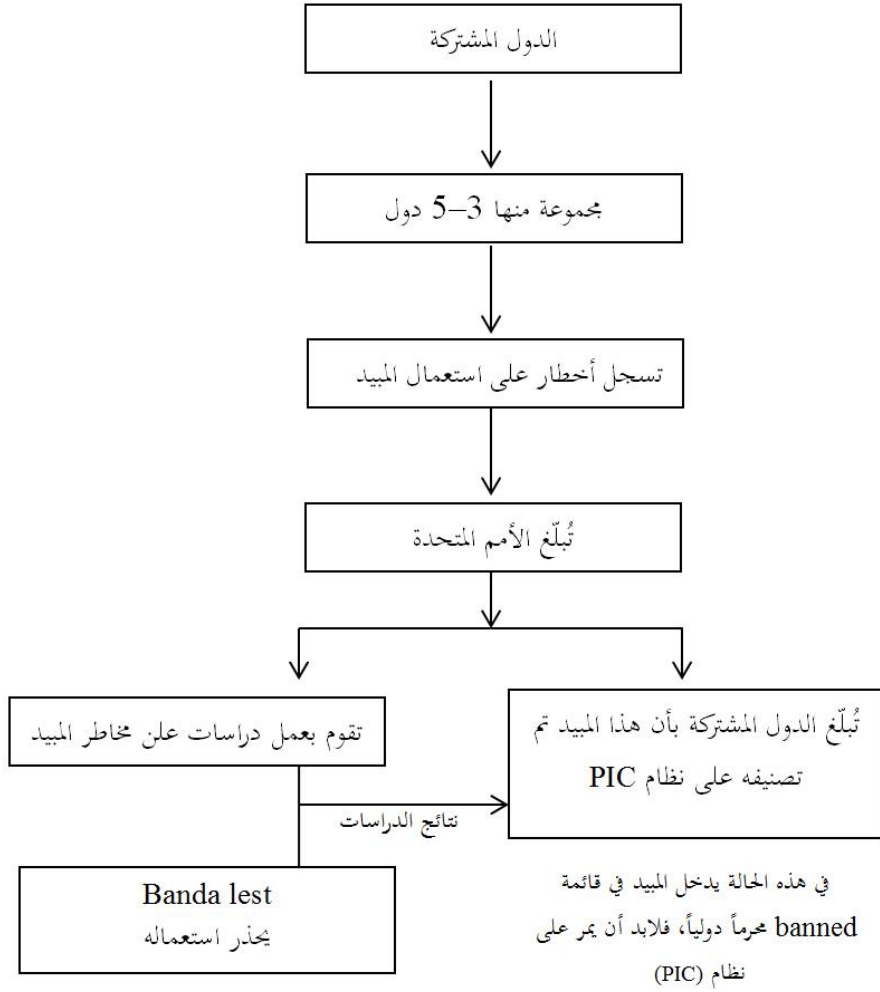 الدول المشتركة
مجموعة منها 3–5 دول
تسجل أخطار على استعمال المبيد
تُبلّغ الأمم المتحدة
تُبلّغ الدول المشتركة بأن هذا المبيد تم
تصنيفه على نظام PIC
تقوم بعمل دراسات علن مخاطر المبيد
نتائج الدراسات
Banda lest
يحذر استعماله
في هذه الحالة يدخل المبيد في قائمة
banned محرماً دولياً، فلابد أن يمر على
نظام (PIC)